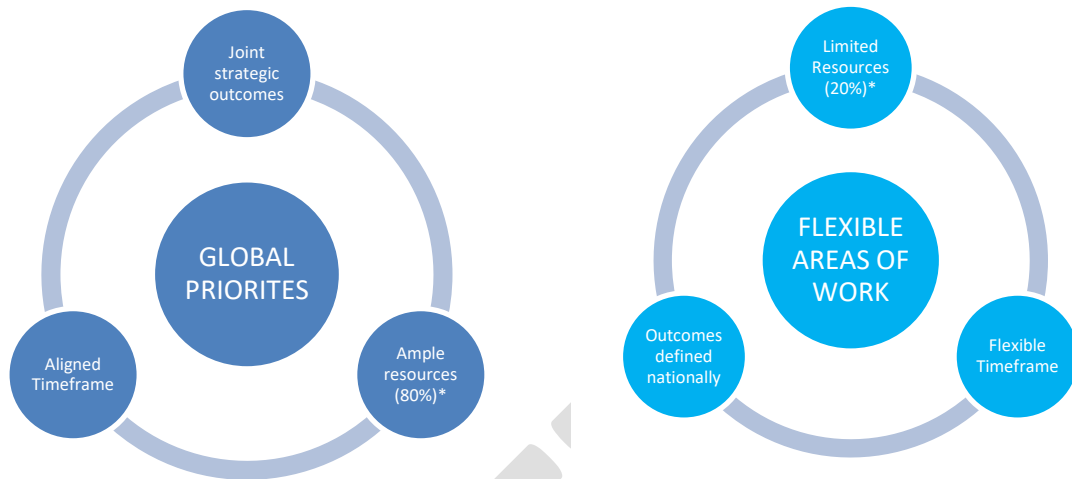 Joint
strategic
outcomes
GLOBAL
PRIORITES
Aligned
Timeframe
Ample
resources
(80%)*
Limited
Resources
(20%)*
FLEXIBLE
AREAS OF
WORK
Outcomes
defined
nationally
Flexible
Timeframe